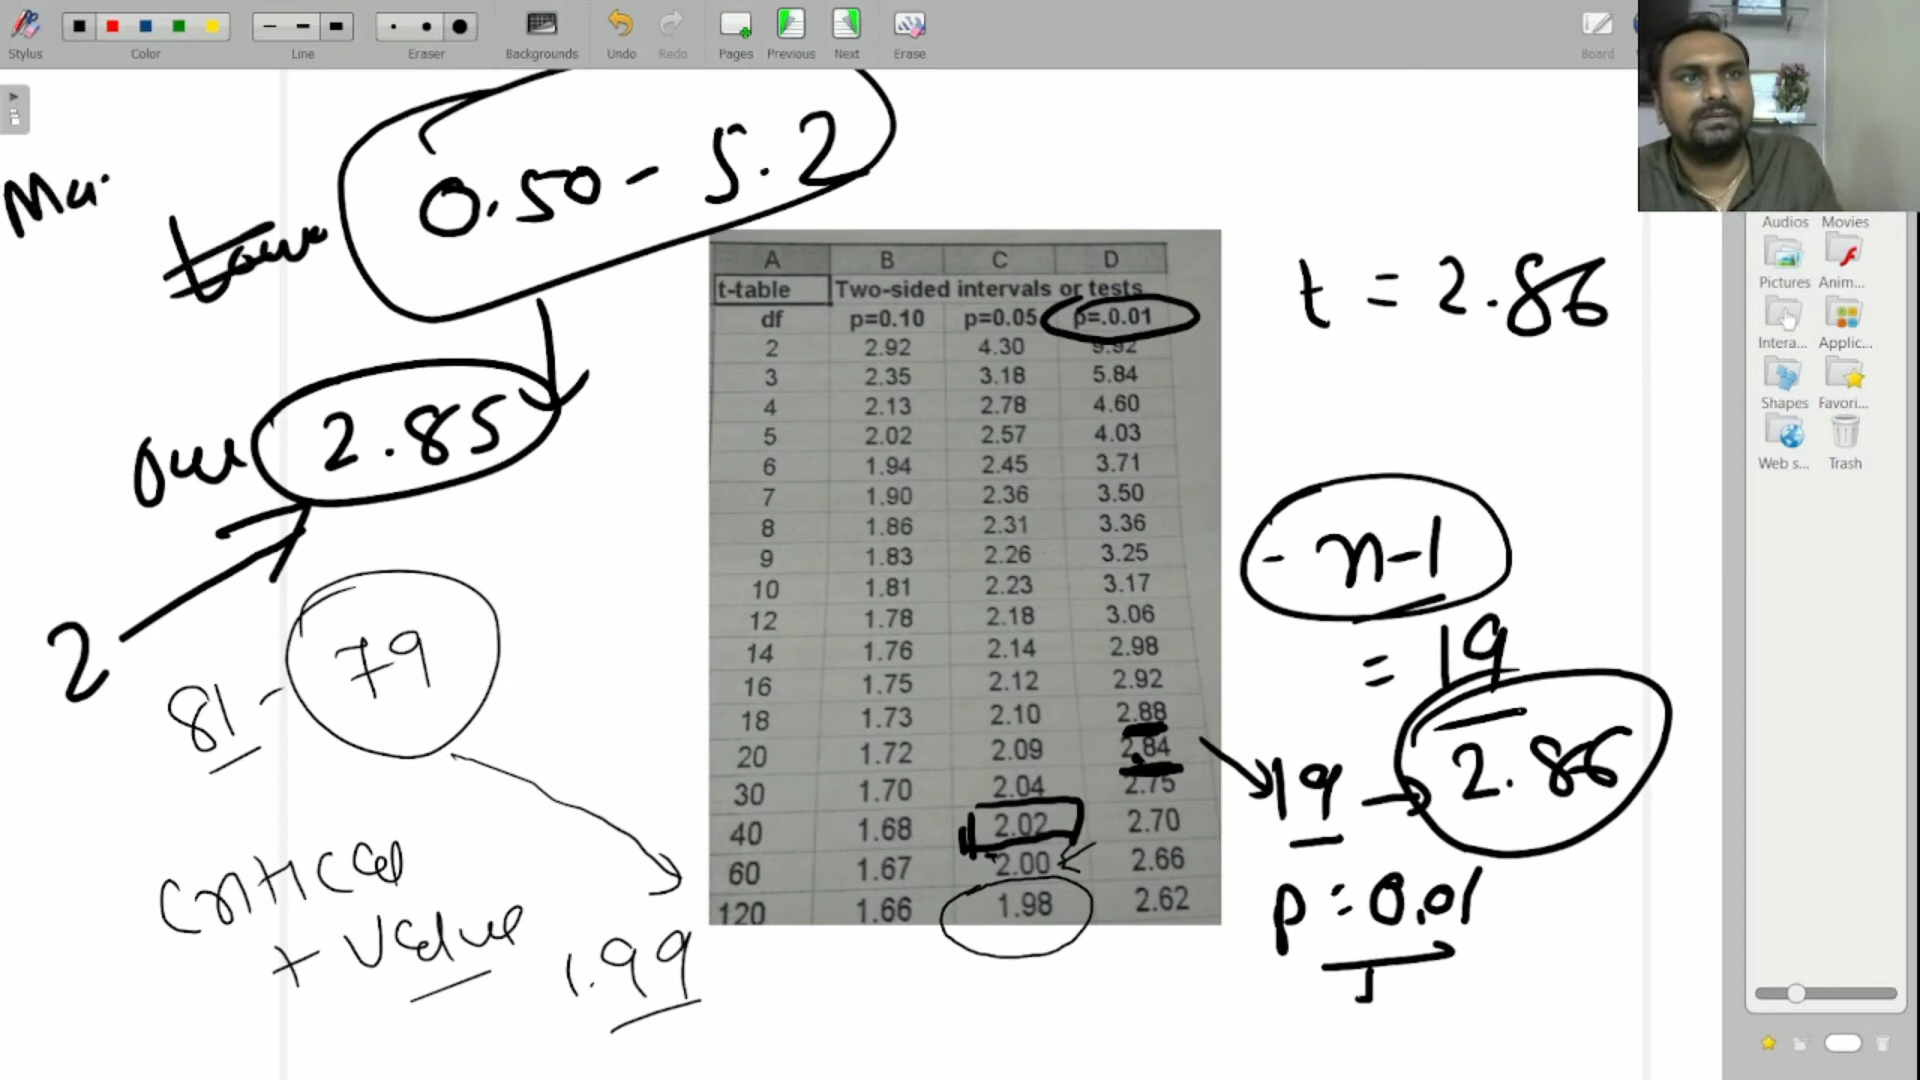 Stylus
Color
Line
Eraser
Backgrounds
Undo
Redo
Pages
Previous
Next
Erase
Board
0.50 - 5.2
t = 2.86
our 2.85
2
81 - 79
critical
t value
1.99
A B C D
t-table Two-sided intervals or tests
df p=0.10 p=0.05 p=.0.01
2 2.92 4.30 9.92
3 2.35 3.18 5.84
4 2.13 2.78 4.60
5 2.02 2.57 4.03
6 1.94 2.45 3.71
7 1.90 2.36 3.50
8 1.86 2.31 3.36
9 1.83 2.26 3.25
10 1.81 2.23 3.17
12 1.78 2.18 3.06
14 1.76 2.14 2.98
16 1.75 2.12 2.92
18 1.73 2.10 2.88
20 1.72 2.09 2.84
30 1.70 2.04 2.75
40 1.68 2.02 2.70
60 1.67 2.00 2.66
120 1.66 1.98 2.62
- n-1
= 19
19 → 2.86
p = 0.01
Audios Movies
Pictures Anim...
Intera... Applic...
Shapes Favori...
Web s... Trash